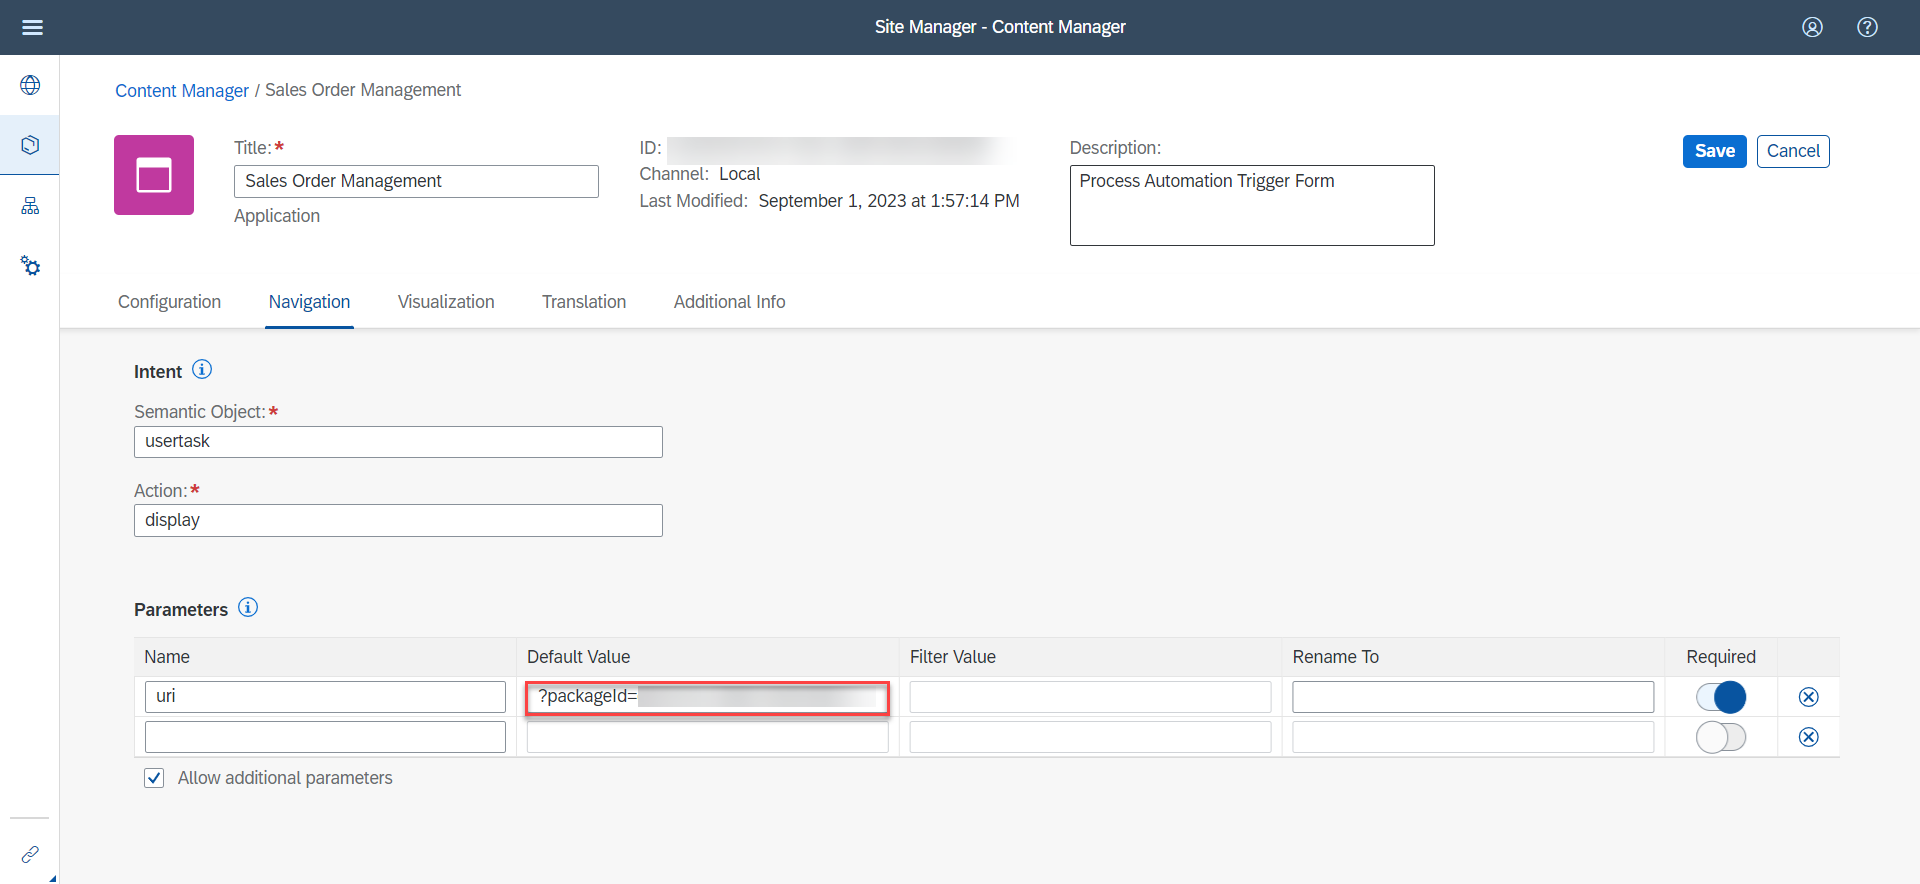 Site Manager - Content Manager
Content Manager / Sales Order Management
Title:*
Sales Order Management
Application
ID:
Channel: Local
Last Modified: September 1, 2023 at 1:57:14 PM
Description:
Process Automation Trigger Form
Save
Cancel
Configuration Navigation Visualization Translation Additional Info
Intent
Semantic Object:*
usertask
Action:*
display
Parameters
Name Default Value Filter Value Rename To Required
uri ?packageId=
Allow additional parameters